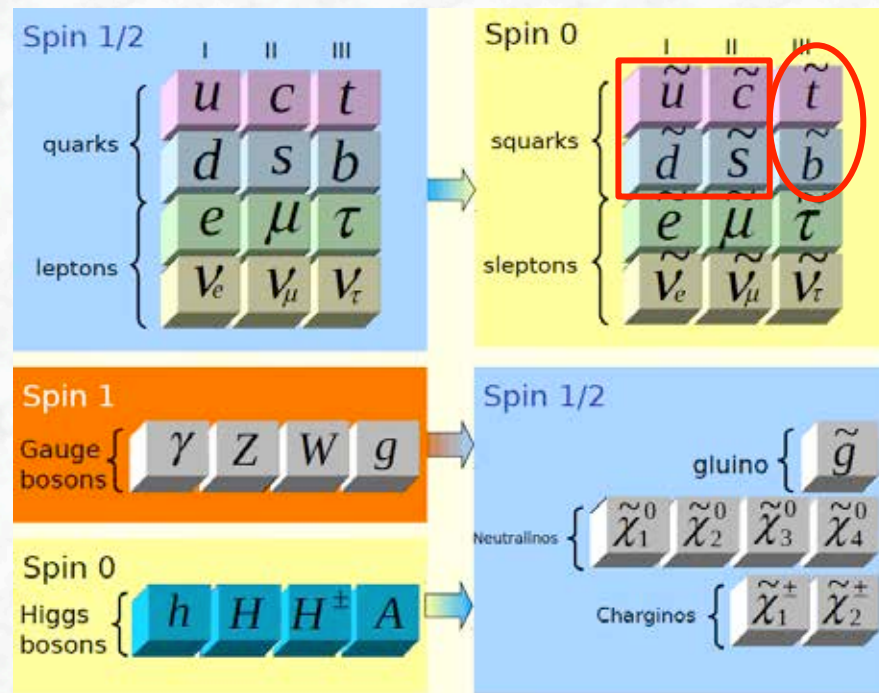 Spin 1/2
I II III
quarks
u c t
d s b
leptons
e μ τ
νe νμ ντ
Spin 0
I II III
squarks
ũ c̃ t̃
d̃ s̃ b̃
sleptons
ẽ μ̃ τ̃
ν̃e ν̃μ ν̃τ
Spin 1
Gauge bosons
γ Z W g
Spin 0
Higgs bosons
h H H± A
Spin 1/2
gluino
g̃
Neutralinos
χ̃₁⁰ χ̃₂⁰ χ̃₃⁰ χ̃₄⁰
Charginos
χ̃₁± χ̃₂±